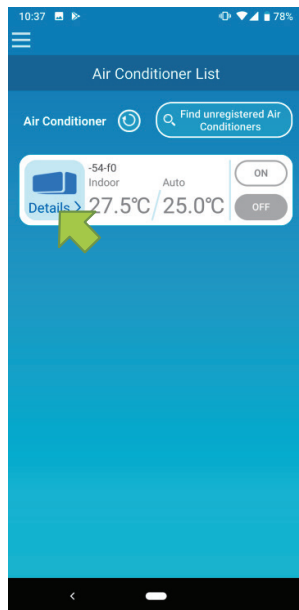 10:37 78%
Air Conditioner List
Air Conditioner
Find unregistered Air
Conditioners
-54-f0
Indoor Auto
ON
Details > 27.5℃ 25.0℃
OFF